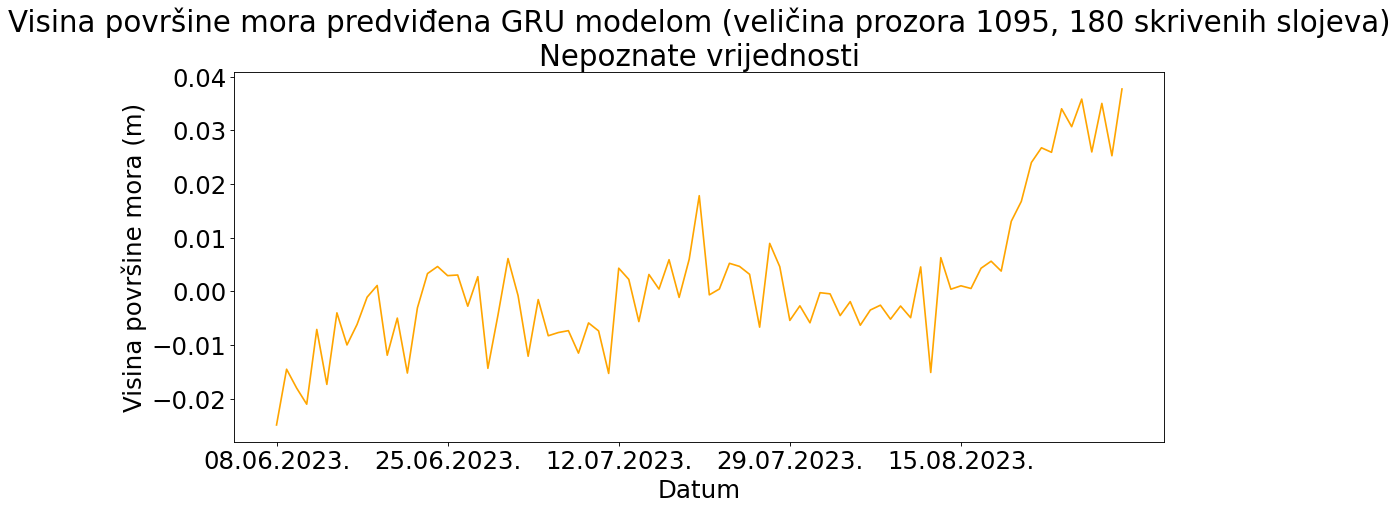 Visina površine mora predviđena GRU modelom (veličina prozora 1095, 180 skrivenih slojeva)
Nepoznate vrijednosti
Visina površine mora (m)
0.04
0.03
0.02
0.01
0.00
−0.01
−0.02
08.06.2023. 25.06.2023. 12.07.2023. 29.07.2023. 15.08.2023.
Datum